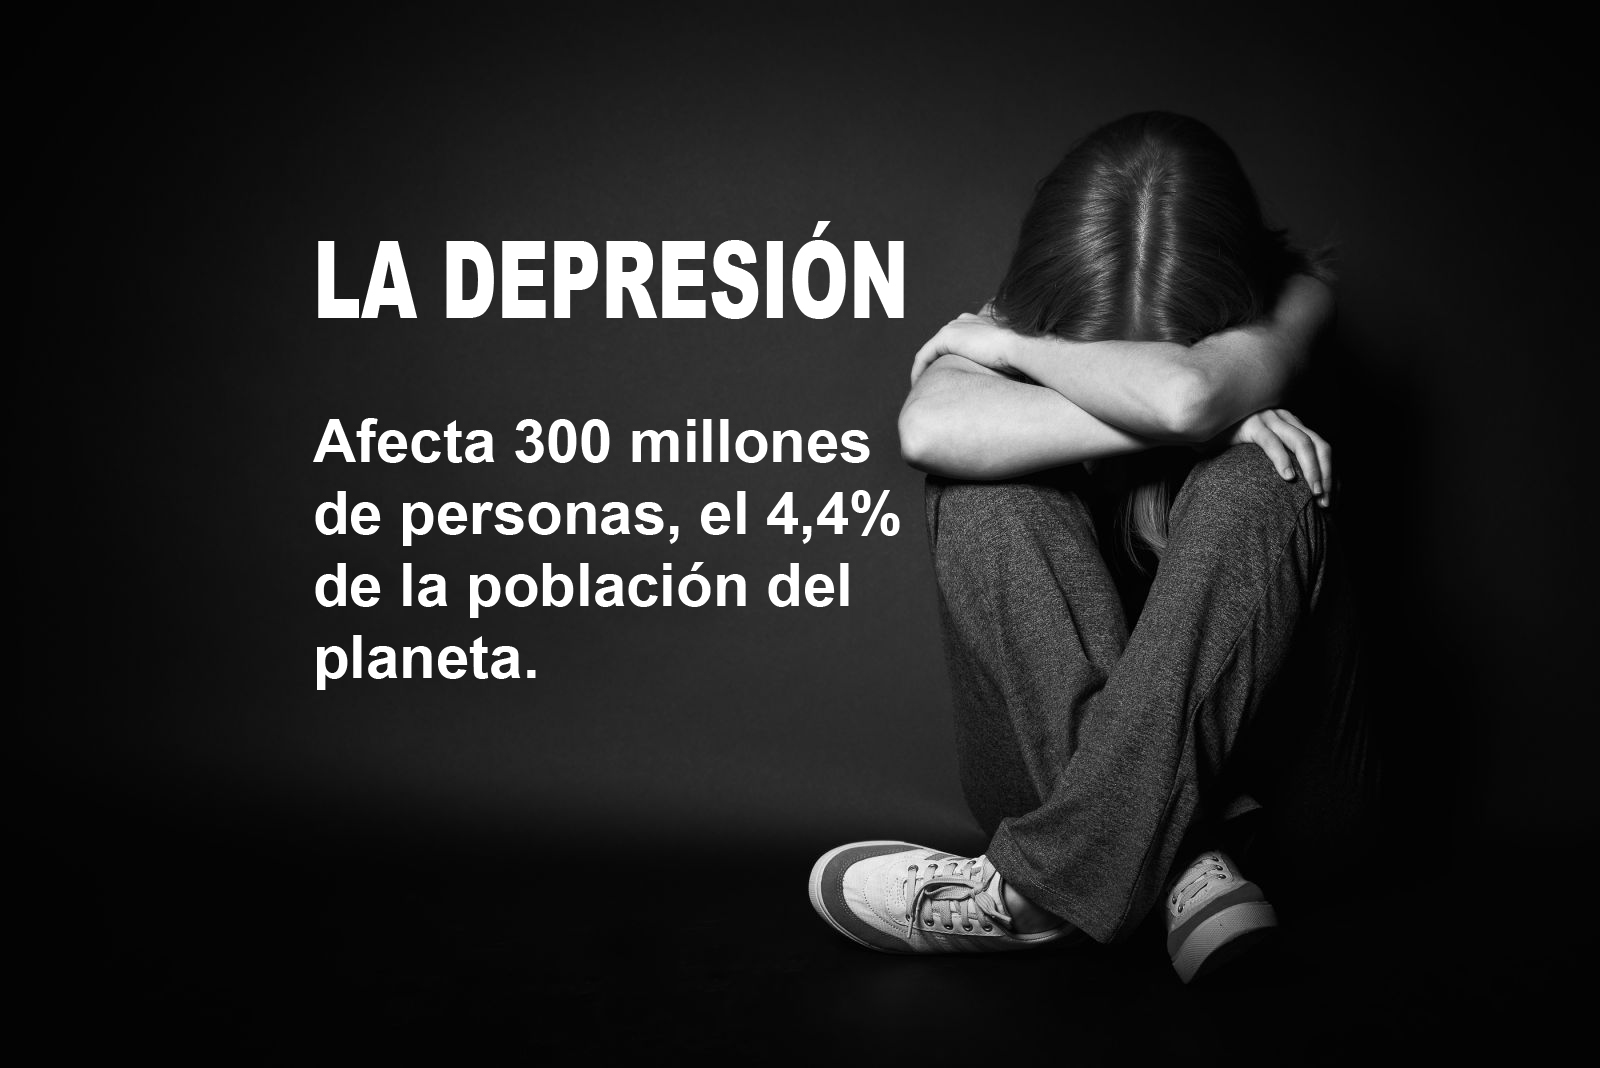 LA DEPRESIÓN
Afecta 300 millones
de personas, el 4,4%
de la población del
planeta.